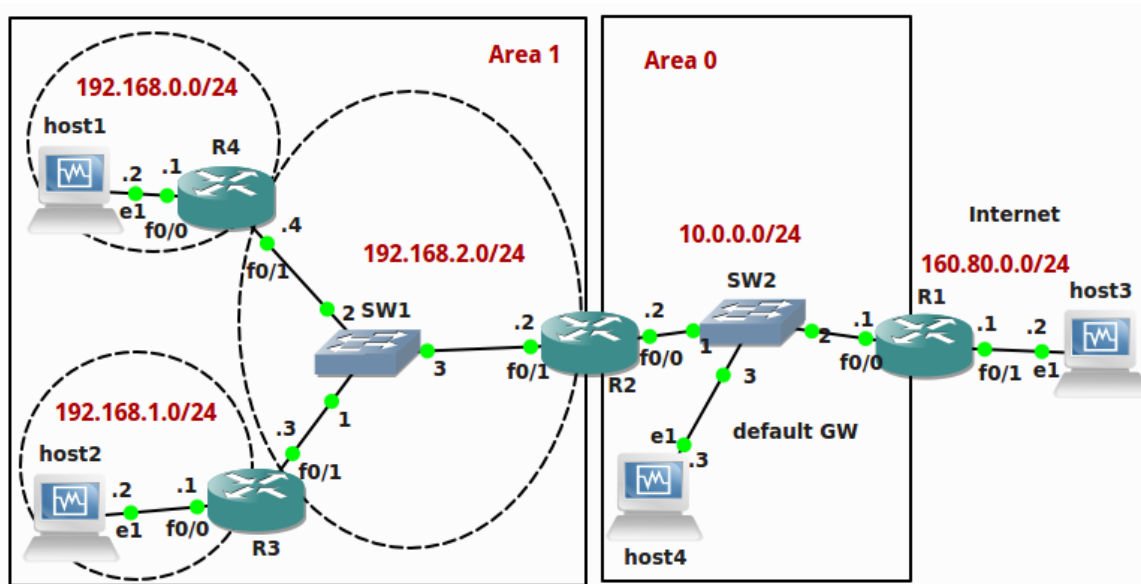 Area 1
Area 0
192.168.0.0/24
host1
R4
.2
.1
e1
f0/0
.4
f0/1
192.168.2.0/24
2
SW1
3
1
.2
f0/1
R2
192.168.1.0/24
host2
.2
.1
e1
f0/0
.3
f0/1
R3
10.0.0.0/24
SW2
.2
f0/0
1
2
3
.1
f0/0
e1
.3
host4
default GW
Internet
160.80.0.0/24
R1
host3
.1
.2
f0/1
e1